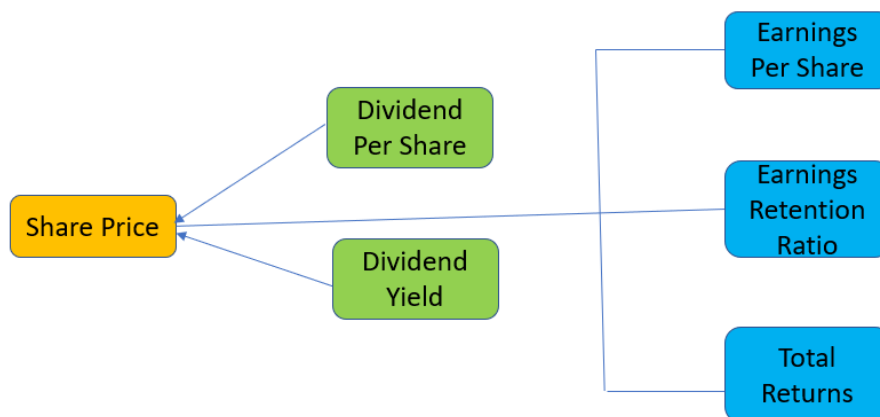 Share Price
Dividend
Per Share
Dividend
Yield
Earnings
Per Share
Earnings
Retention
Ratio
Total
Returns